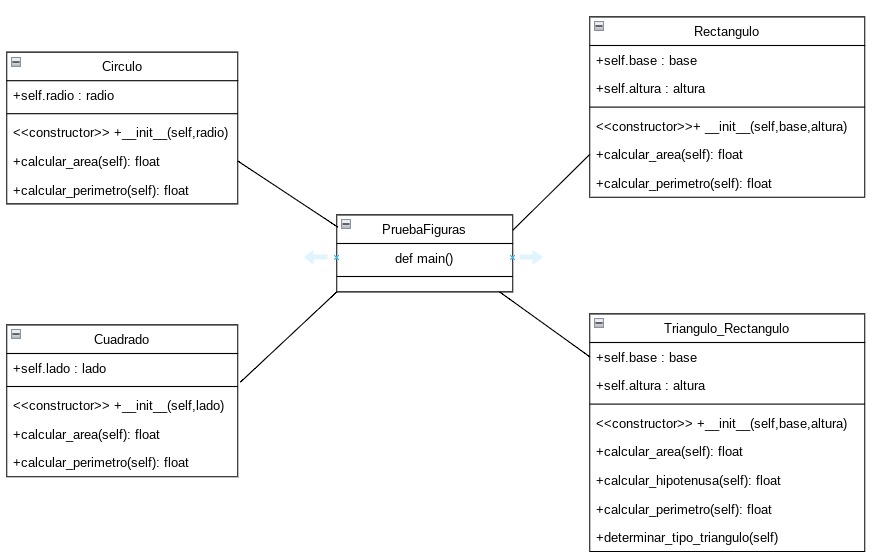 Circulo
+self.radio : radio
<<constructor>> +__init__(self,radio)
+calcular_area(self): float
+calcular_perimetro(self): float
Rectangulo
+self.base : base
+self.altura : altura
<<constructor>>+ __init__(self,base,altura)
+calcular_area(self): float
+calcular_perimetro(self): float
PruebaFiguras
def main()
Cuadrado
+self.lado : lado
<<constructor>> +__init__(self,lado)
+calcular_area(self): float
+calcular_perimetro(self): float
Triangulo_Rectangulo
+self.base : base
+self.altura : altura
<<constructor>> +__init__(self,base,altura)
+calcular_area(self): float
+calcular_hipotenusa(self): float
+calcular_perimetro(self): float
+determinar_tipo_triangulo(self)